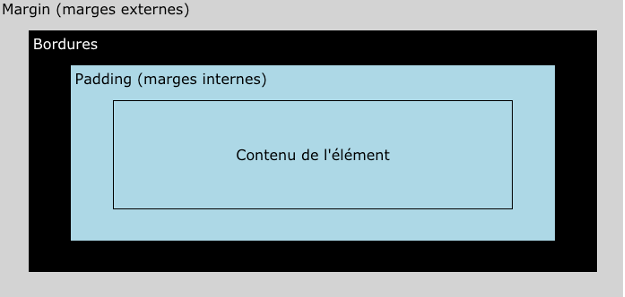 Margin (marges externes)
Bordures
Padding (marges internes)
Contenu de l'élément